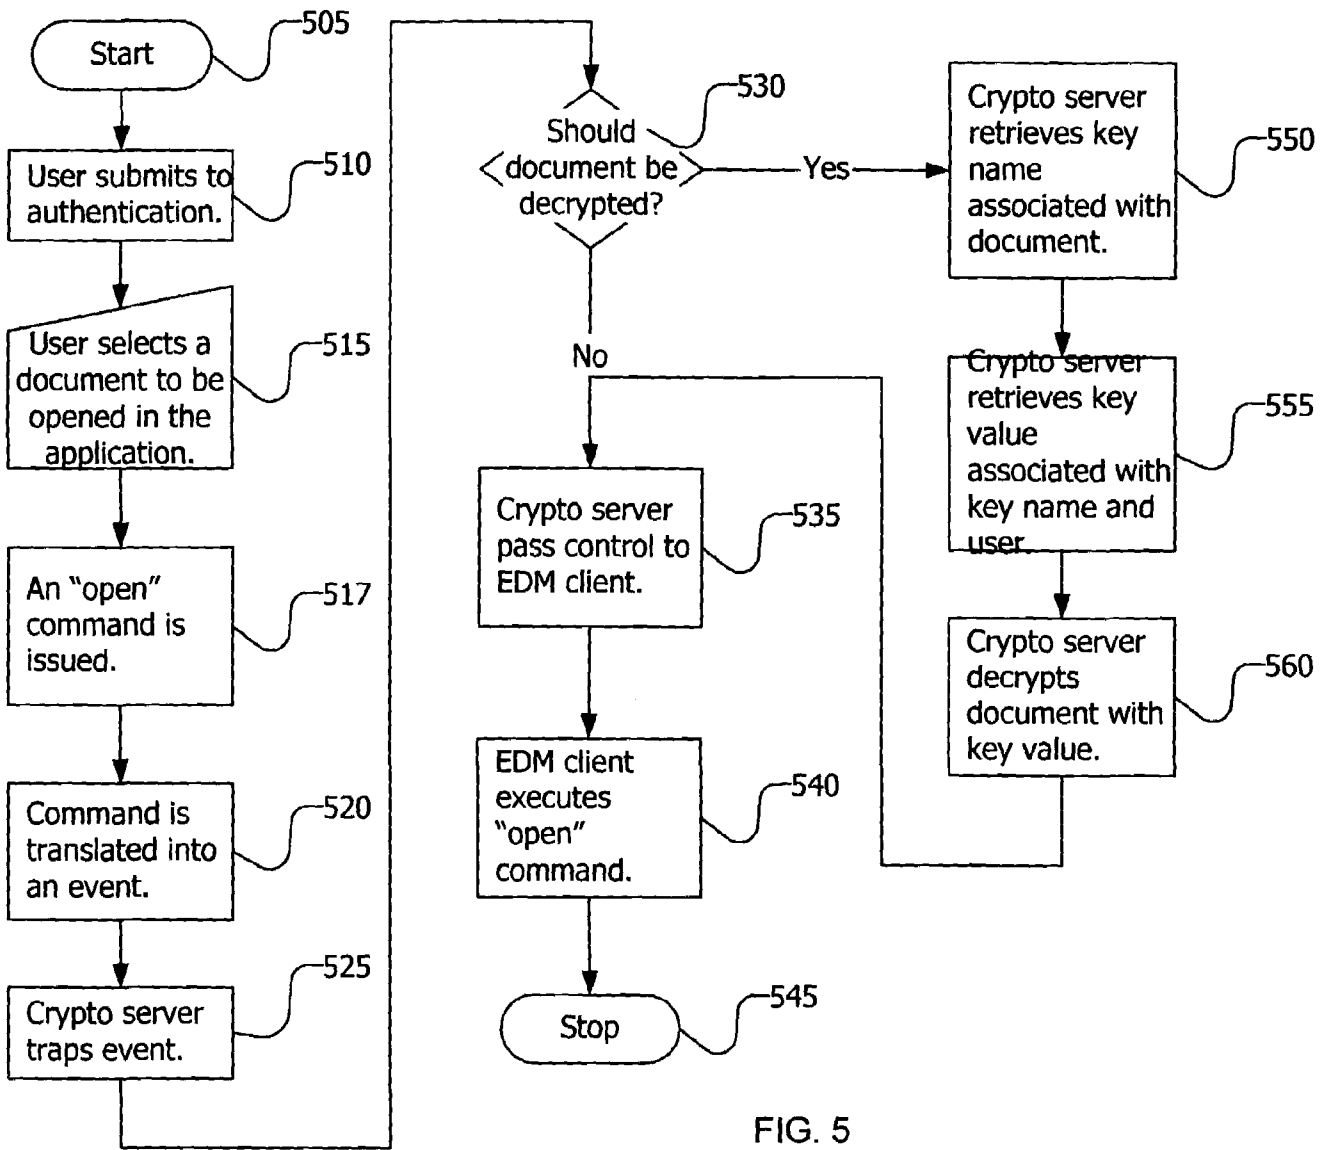 Start
505
User submits to
authentication.
510
User selects a
document to be
opened in the
application.
515
An “open”
command is
issued.
517
Command is
translated into
an event.
520
Crypto server
traps event.
525
Should
document be
decrypted?
530
Yes
No
Crypto server
pass control to
EDM client.
535
EDM client
executes
“open”
command.
540
Stop
545
Crypto server
retrieves key
name
associated with
document.
550
Crypto server
retrieves key
value
associated with
key name and
user
555
Crypto server
decrypts
document with
key value.
560
FIG. 5